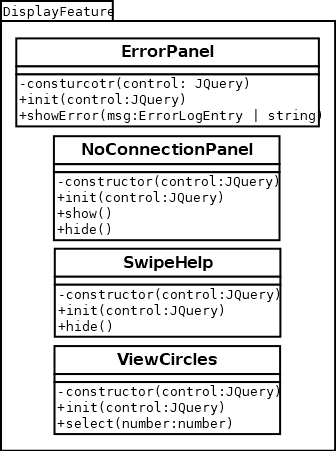 DisplayFeature
ErrorPanel
-consturcotr(control: JQuery)
+init(control:JQuery)
+showError(msg:ErrorLogEntry | string)
NoConnectionPanel
-constructor(control:JQuery)
+init(control:JQuery)
+show()
+hide()
SwipeHelp
-constructor(control:JQuery)
+init(control:JQuery)
+hide()
ViewCircles
-constructor(control:JQuery)
+init(control:JQuery)
+select(number:number)